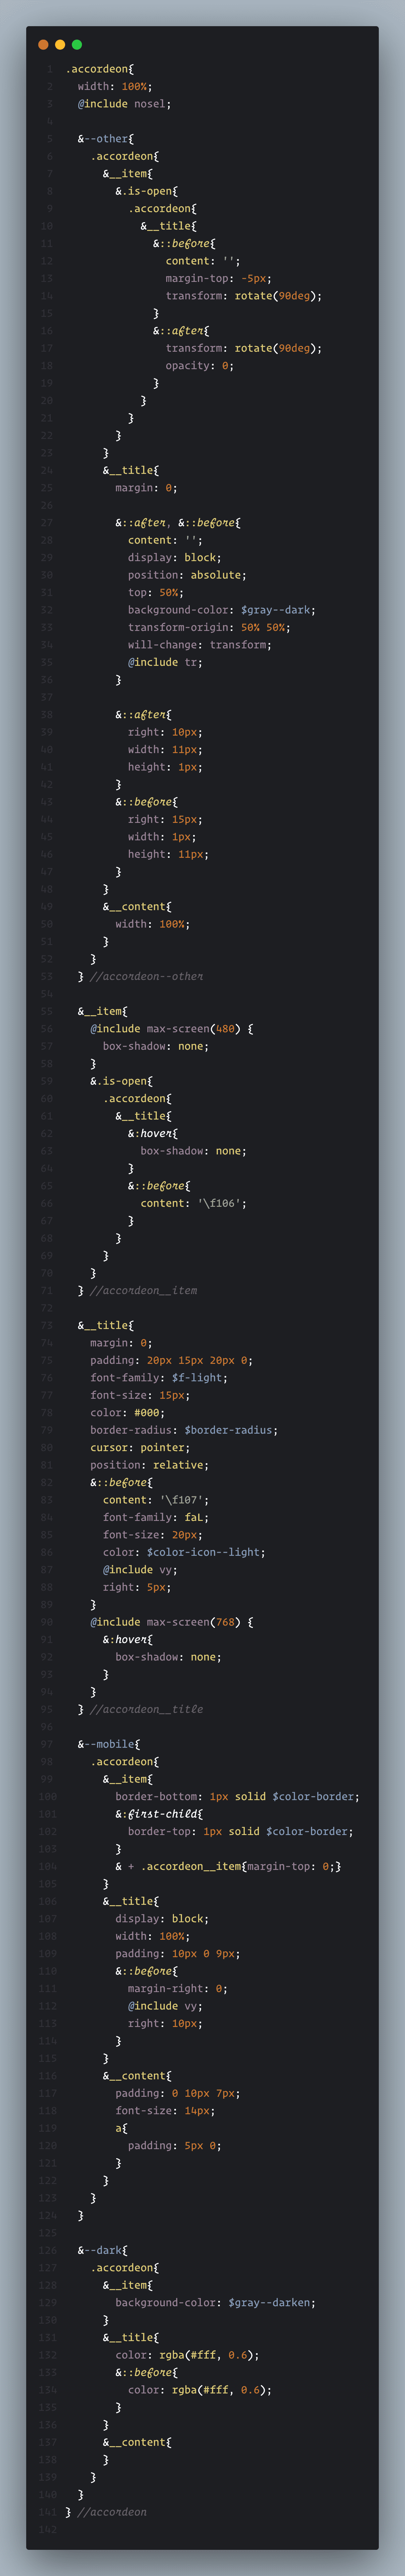 1 .accordeon{
2 width: 100%;
3 @include nosel;
4
5 &--other{
6 .accordeon{
7 &__item{
8 &.is-open{
9 .accordeon{
10 &__title{
11 &::before{
12 content: '';
13 margin-top: -5px;
14 transform: rotate(90deg);
15 }
16 &::after{
17 transform: rotate(90deg);
18 opacity: 0;
19 }
20 }
21 }
22 }
23 }
24 &__title{
25 margin: 0;
26
27 &::after, &::before{
28 content: '';
29 display: block;
30 position: absolute;
31 top: 50%;
32 background-color: $gray--dark;
33 transform-origin: 50% 50%;
34 will-change: transform;
35 @include tr;
36 }
37
38 &::after{
39 right: 10px;
40 width: 11px;
41 height: 1px;
42 }
43 &::before{
44 right: 15px;
45 width: 1px;
46 height: 11px;
47 }
48 }
49 &__content{
50 width: 100%;
51 }
52 }
53 } //accordeon--other
54
55 &__item{
56 @include max-screen(480) {
57 box-shadow: none;
58 }
59 &.is-open{
60 .accordeon{
61 &__title{
62 &:hover{
63 box-shadow: none;
64 }
65 &::before{
66 content: '\f106';
67 }
68 }
69 }
70 }
71 } //accordeon__item
72
73 &__title{
74 margin: 0;
75 padding: 20px 15px 20px 0;
76 font-family: $f-light;
77 font-size: 15px;
78 color: #000;
79 border-radius: $border-radius;
80 cursor: pointer;
81 position: relative;
82 &::before{
83 content: '\f107';
84 font-family: faL;
85 font-size: 20px;
86 color: $color-icon--light;
87 @include vy;
88 right: 5px;
89 }
90 @include max-screen(768) {
91 &:hover{
92 box-shadow: none;
93 }
94 }
95 } //accordeon__title
96
97 &--mobile{
98 .accordeon{
99 &__item{
100 border-bottom: 1px solid $color-border;
101 &:first-child{
102 border-top: 1px solid $color-border;
103 }
104 & + .accordeon__item{margin-top: 0;}
105 }
106 &__title{
107 display: block;
108 width: 100%;
109 padding: 10px 0 9px;
110 &::before{
111 margin-right: 0;
112 @include vy;
113 right: 10px;
114 }
115 }
116 &__content{
117 padding: 0 10px 7px;
118 font-size: 14px;
119 a{
120 padding: 5px 0;
121 }
122 }
123 }
124 }
125
126 &--dark{
127 .accordeon{
128 &__item{
129 background-color: $gray--darken;
130 }
131 &__title{
132 color: rgba(#fff, 0.6);
133 &::before{
134 color: rgba(#fff, 0.6);
135 }
136 }
137 &__content{
138 }
139 }
140 }
141 } //accordeon
142